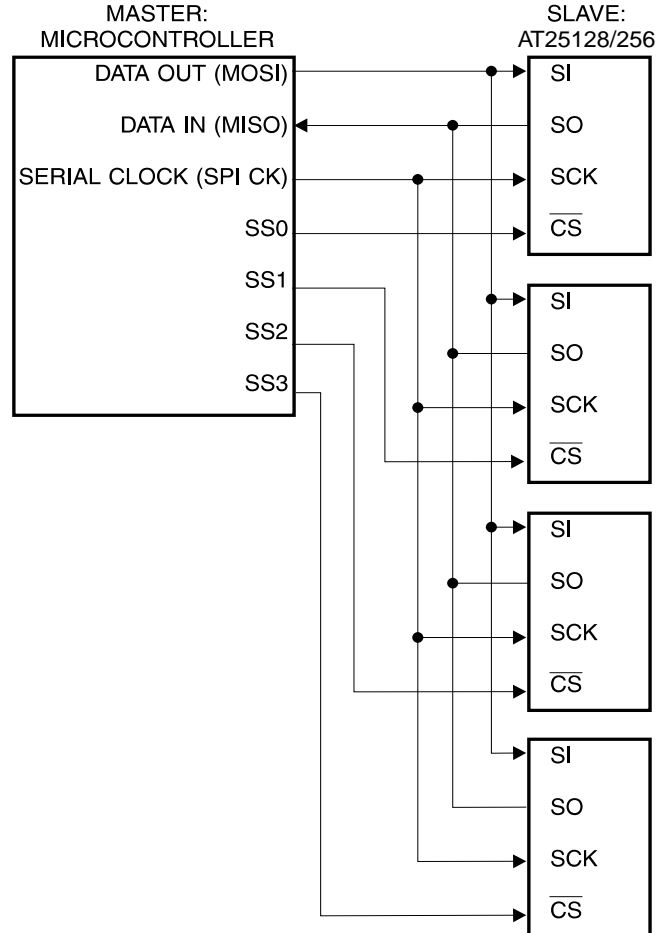 MASTER:
MICROCONTROLLER
DATA OUT (MOSI)
DATA IN (MISO)
SERIAL CLOCK (SPI CK)
SS0
SS1
SS2
SS3
SLAVE:
AT25128/256
SI
SO
SCK
CS
SI
SO
SCK
CS
SI
SO
SCK
CS
SI
SO
SCK
CS